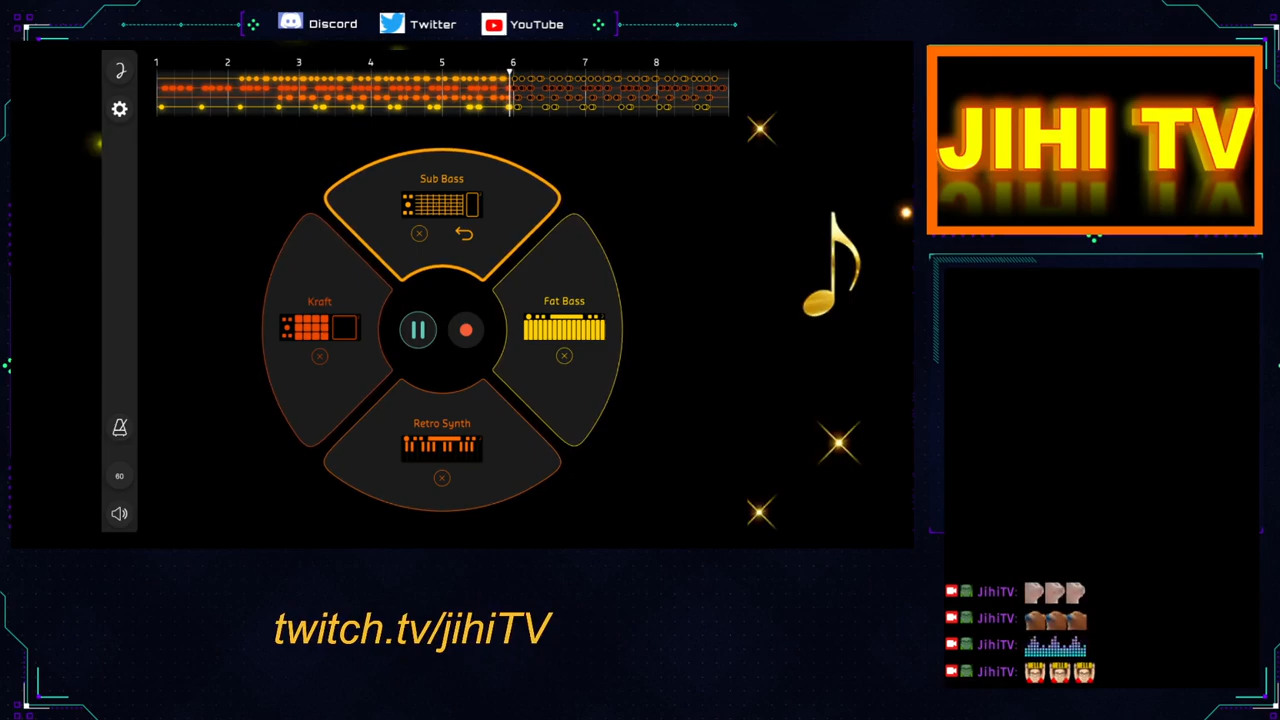 Discord Twitter YouTube
1 2 3 4 5 6 7 8
JIHI TV
Sub Bass
Kraft
Fat Bass
Retro Synth
60
twitch.tv/jihiTV
JihiTV:
JihiTV:
JihiTV:
JihiTV: